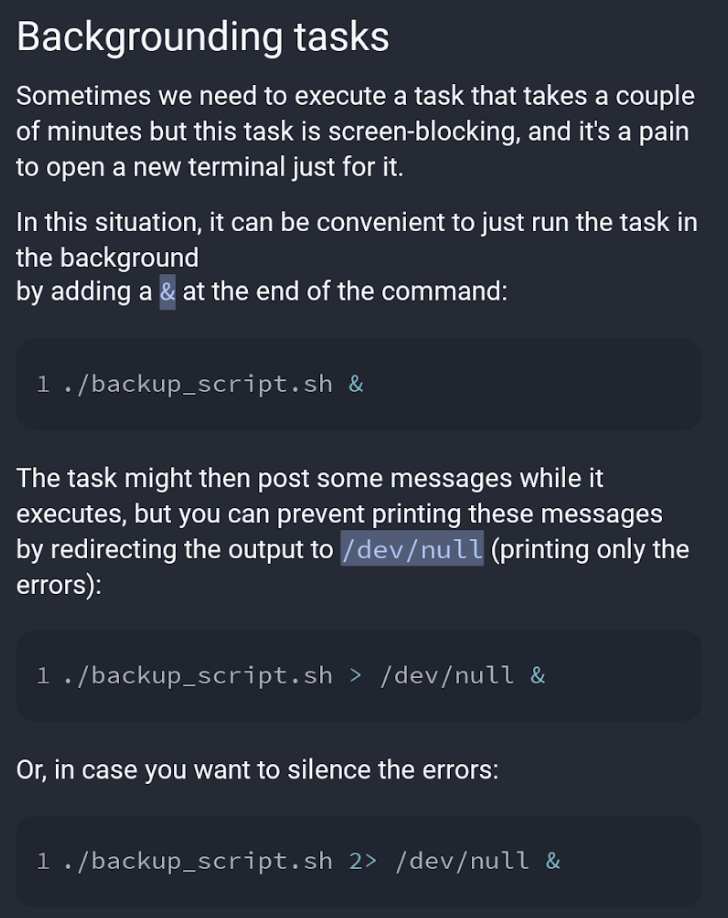 Backgrounding tasks
Sometimes we need to execute a task that takes a couple
of minutes but this task is screen-blocking, and it's a pain
to open a new terminal just for it.
In this situation, it can be convenient to just run the task in
the background
by adding a & at the end of the command:
1 ./backup_script.sh &
The task might then post some messages while it
executes, but you can prevent printing these messages
by redirecting the output to /dev/null (printing only the
errors):
1 ./backup_script.sh > /dev/null &
Or, in case you want to silence the errors:
1 ./backup_script.sh 2> /dev/null &